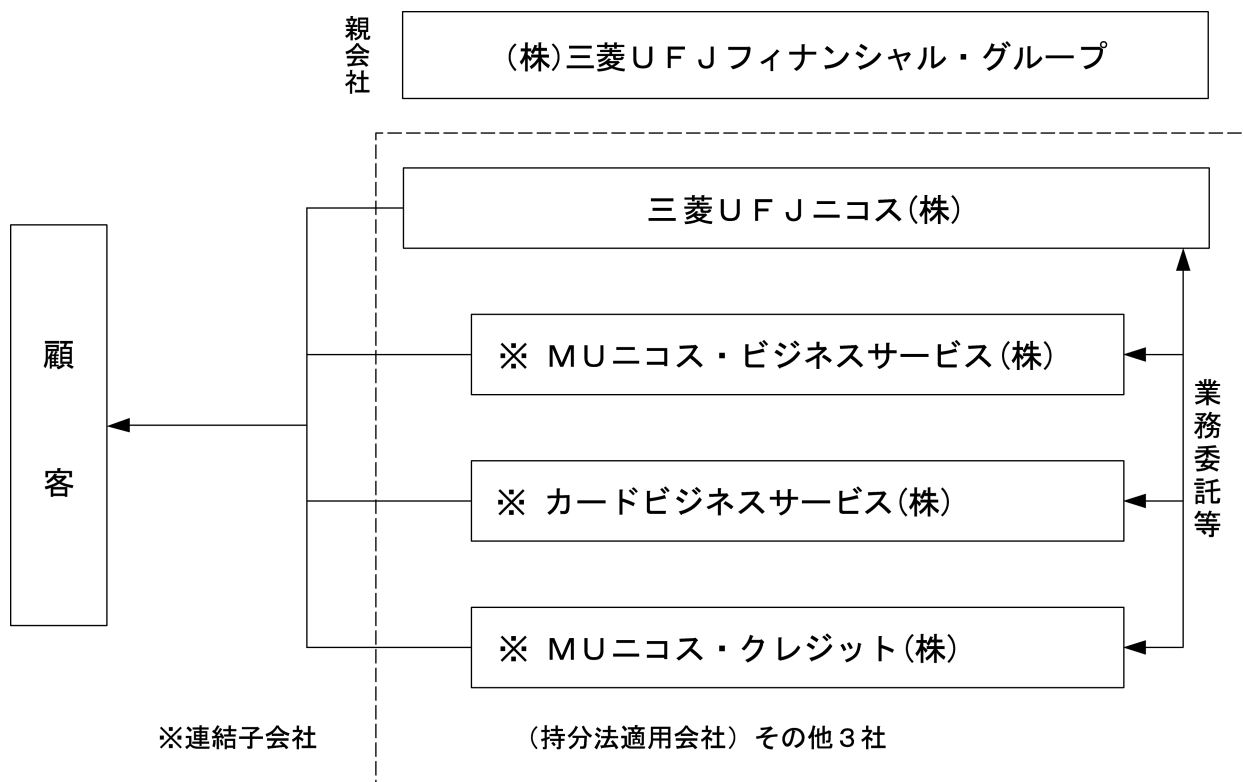 親会社
(株)三菱ＵＦＪフィナンシャル・グループ
三菱ＵＦＪニコス(株)
顧客
※ ＭＵニコス・ビジネスサービス(株)
※ カードビジネスサービス(株)
※ ＭＵニコス・クレジット(株)
業務委託等
※連結子会社
（持分法適用会社）その他３社